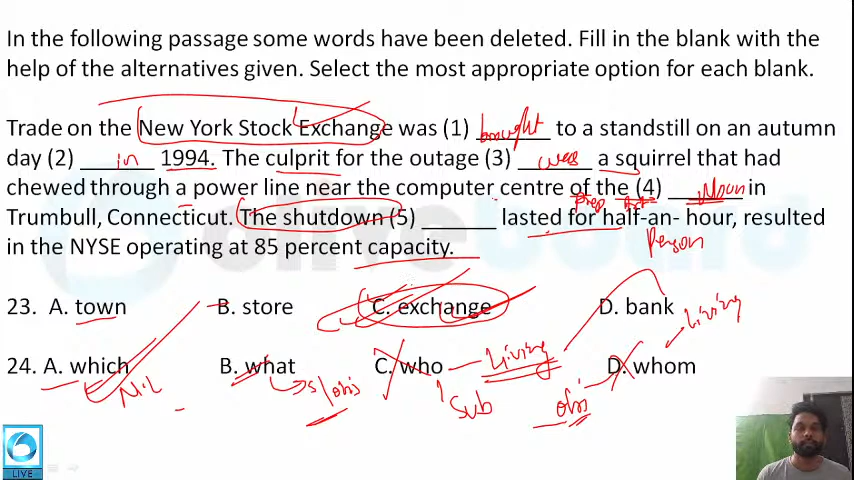 In the following passage some words have been deleted. Fill in the blank with the
help of the alternatives given. Select the most appropriate option for each blank.
Trade on the New York Stock Exchange was (1) brought to a standstill on an autumn
day (2) in 1994. The culprit for the outage (3) was a squirrel that had
chewed through a power line near the computer centre of the (4) Noun in
prep
Trumbull, Connecticut. The shutdown (5) ______ lasted for half-an- hour, resulted
in the NYSE operating at 85 percent capacity.
person
23. A. town B. store C. exchange D. bank
living
24. A. which B. what C. who living D. whom
N.L S/obj sub obj
LIVE